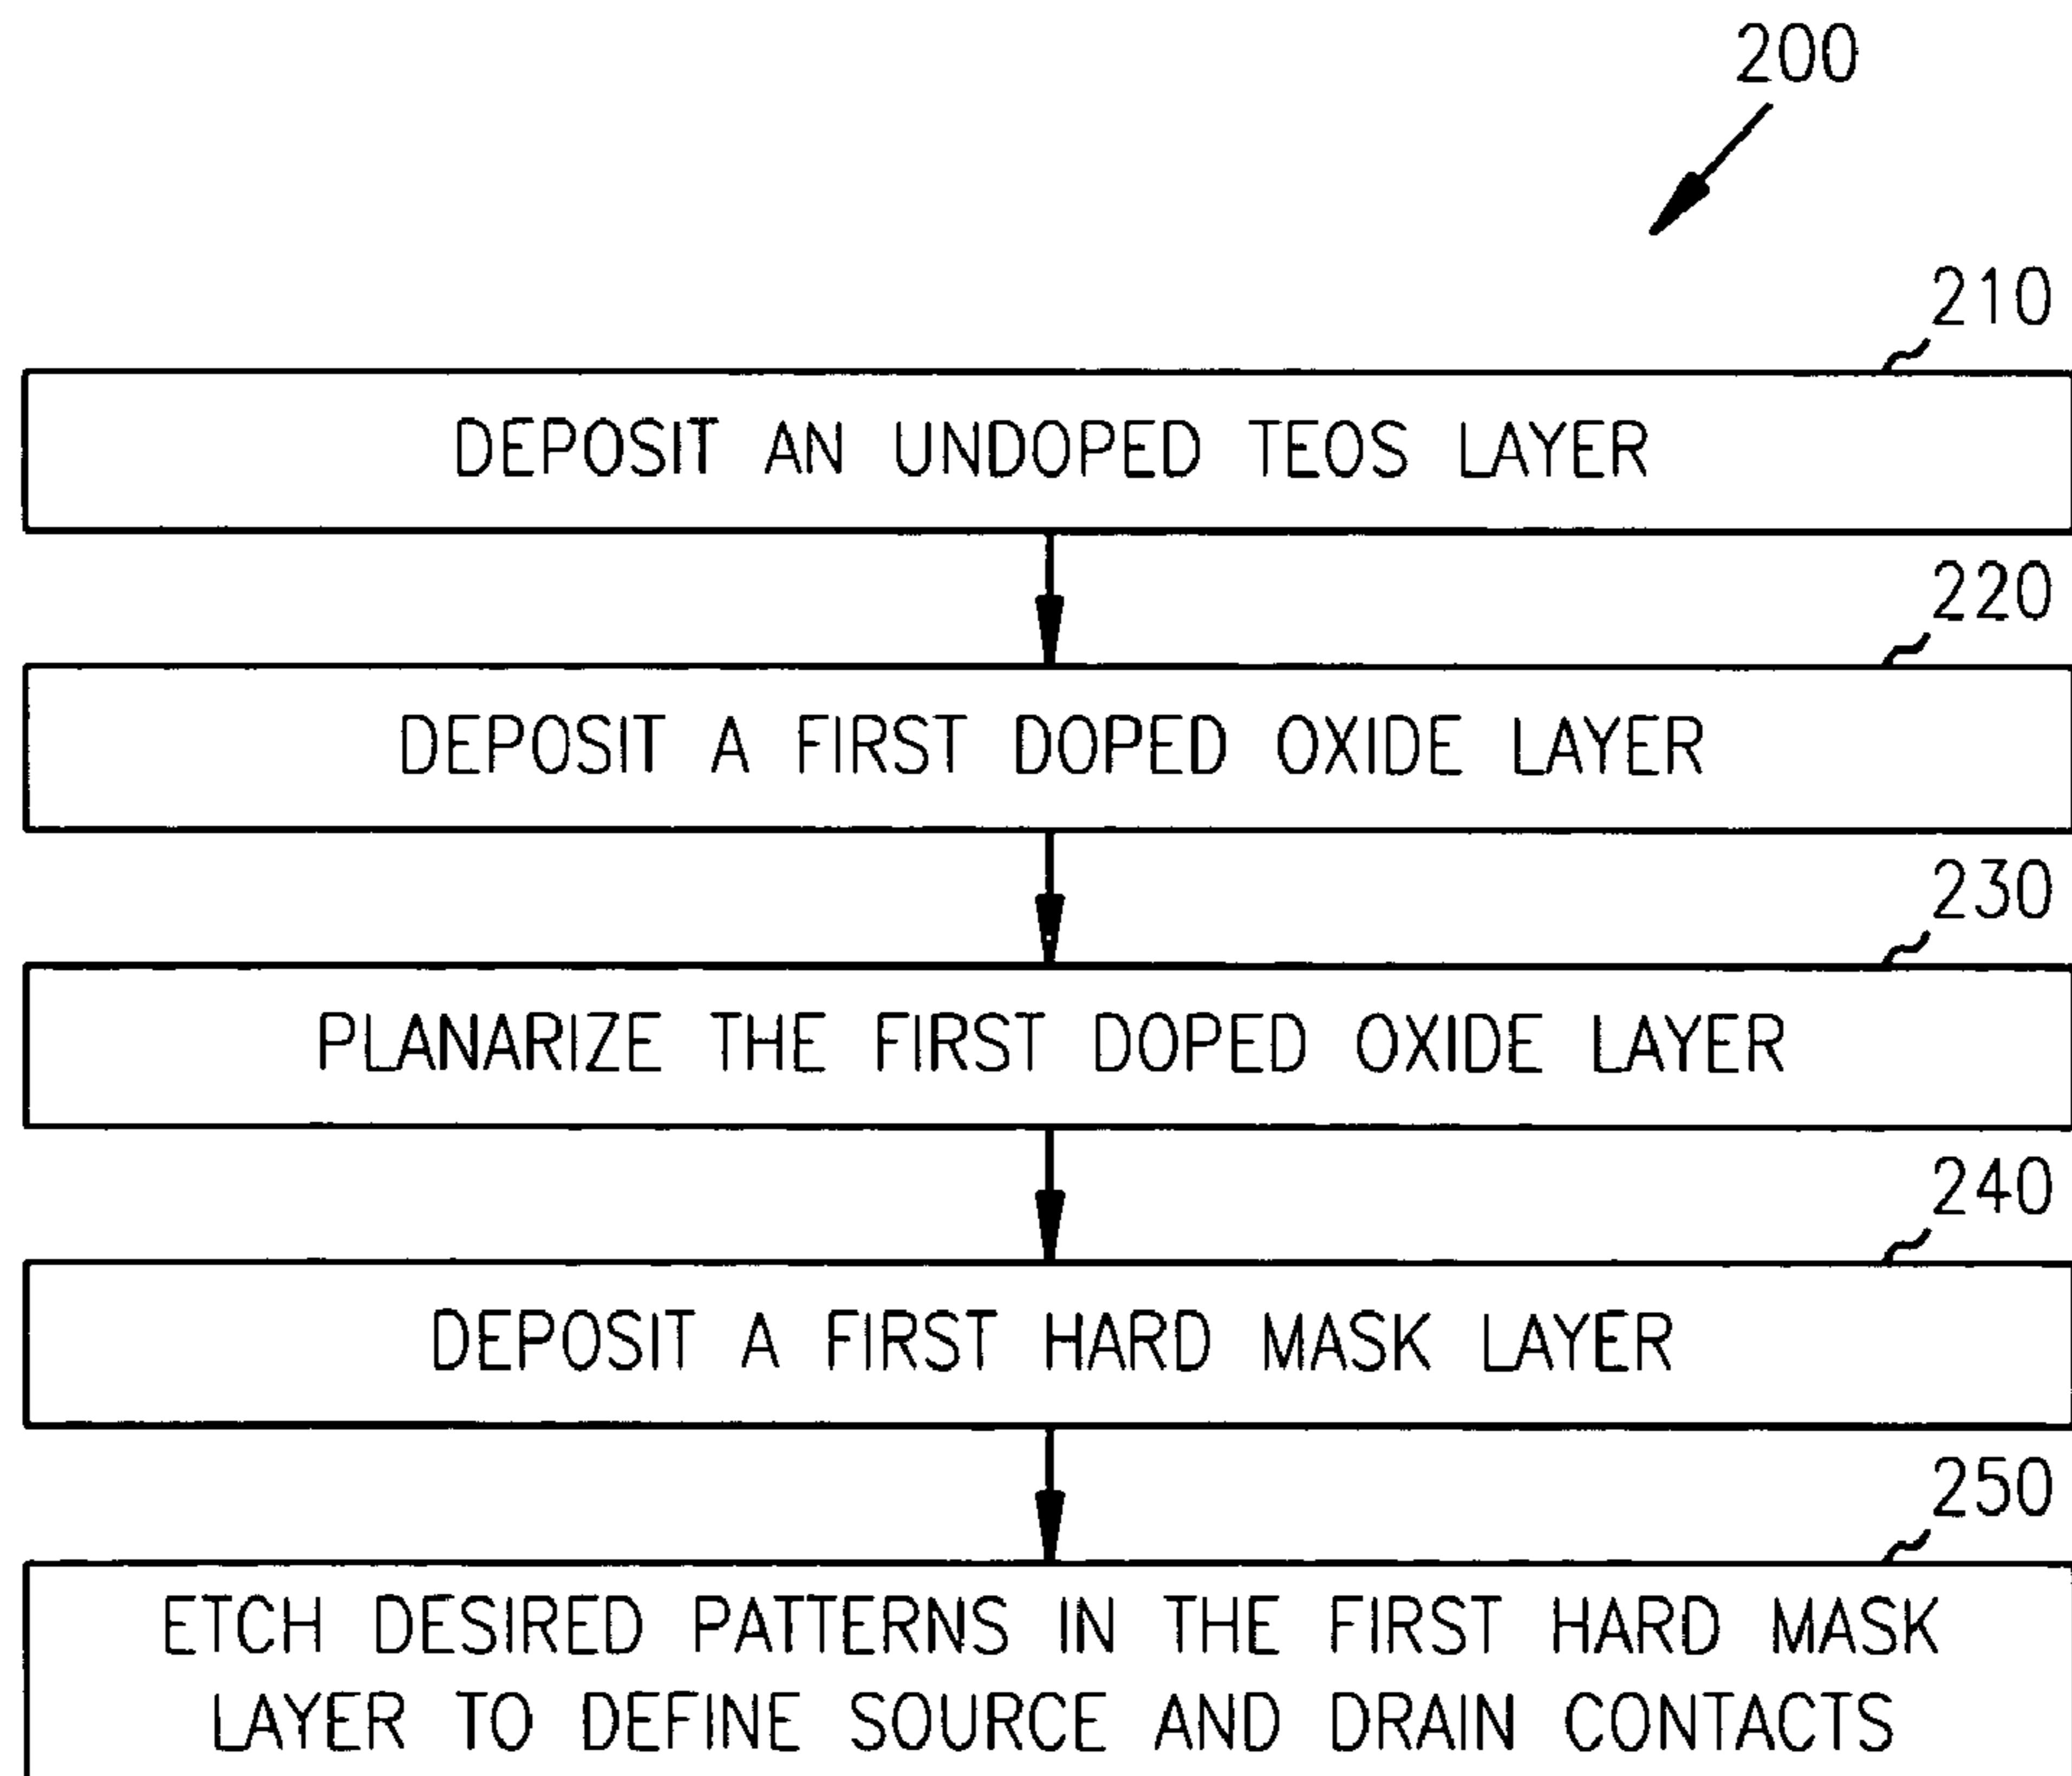 200
210
DEPOSIT AN UNDOPED TEOS LAYER
220
DEPOSIT A FIRST DOPED OXIDE LAYER
230
PLANARIZE THE FIRST DOPED OXIDE LAYER
240
DEPOSIT A FIRST HARD MASK LAYER
250
ETCH DESIRED PATTERNS IN THE FIRST HARD MASK
LAYER TO DEFINE SOURCE AND DRAIN CONTACTS